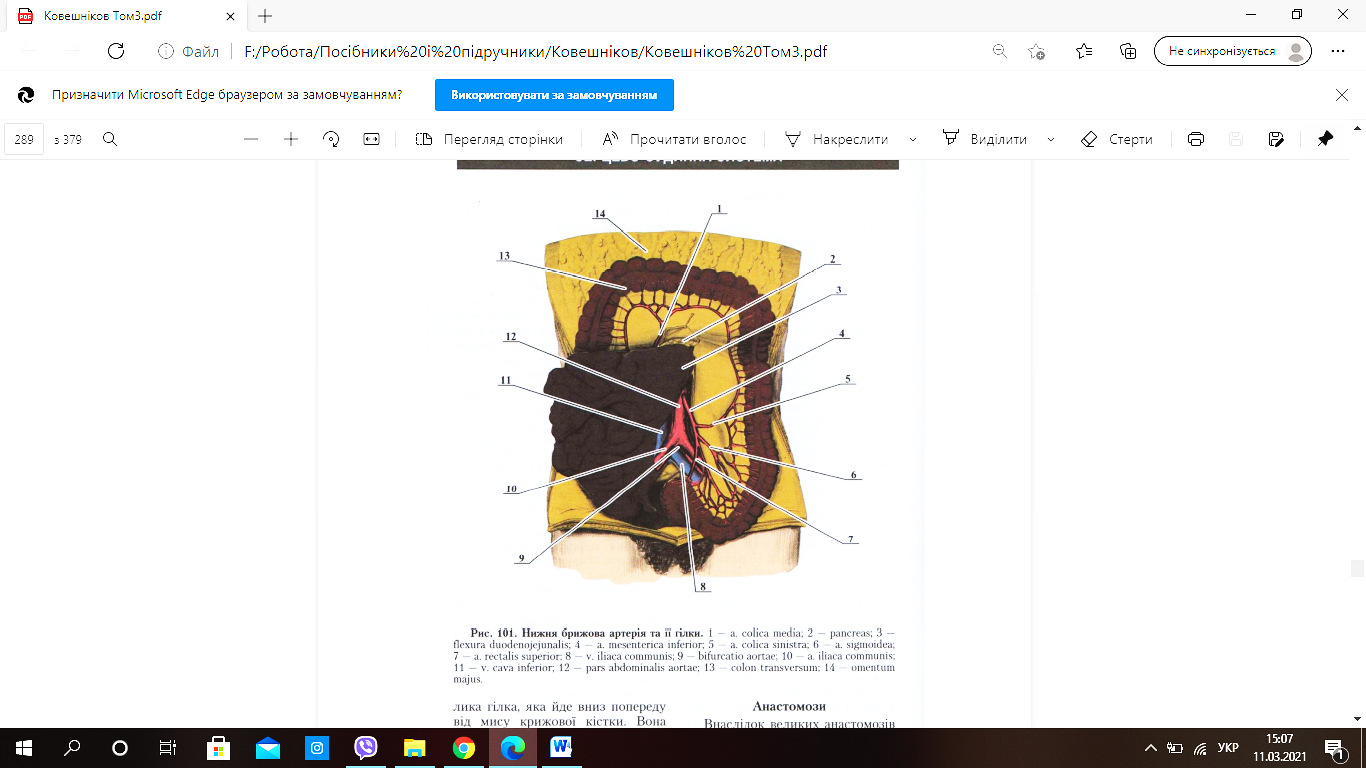 Ковешніков Том3.pdf
Файл F:/Робота/Посібники%20і%20підручники/Ковешніков/Ковешніков%20Том3.pdf Не синхронізується
Призначити Microsoft Edge браузером за замовчуванням? Використовувати за замовчуванням
289 з 379 Перегляд сторінки Прочитати вголос Накреслити Виділити Стерти
14 1
13 2
3
12 4
11 5
10 6
9 7
8
Рис. 101. Нижня брижова артерія та її гілки. 1 — a. colica media; 2 — pancreas; 3 —
flexura duodenojejunalis; 4 — a. mesenterica inferior; 5 — a. colica sinistra; 6 — a. sigmoidea;
7 — a. rectalis superior; 8 — v. iliaca communis; 9 — bifurcatio aortae; 10 — a. iliaca communis;
11 — v. cava inferior; 12 — pars abdominalis aortae; 13 — colon transversum; 14 — omentum
majus.
лика гілка, яка йде вниз попереду
від мису крижової кістки. Вона
Анастомози
Внаслідок великих анастомозів
УКР 15:07
11.03.2021
1